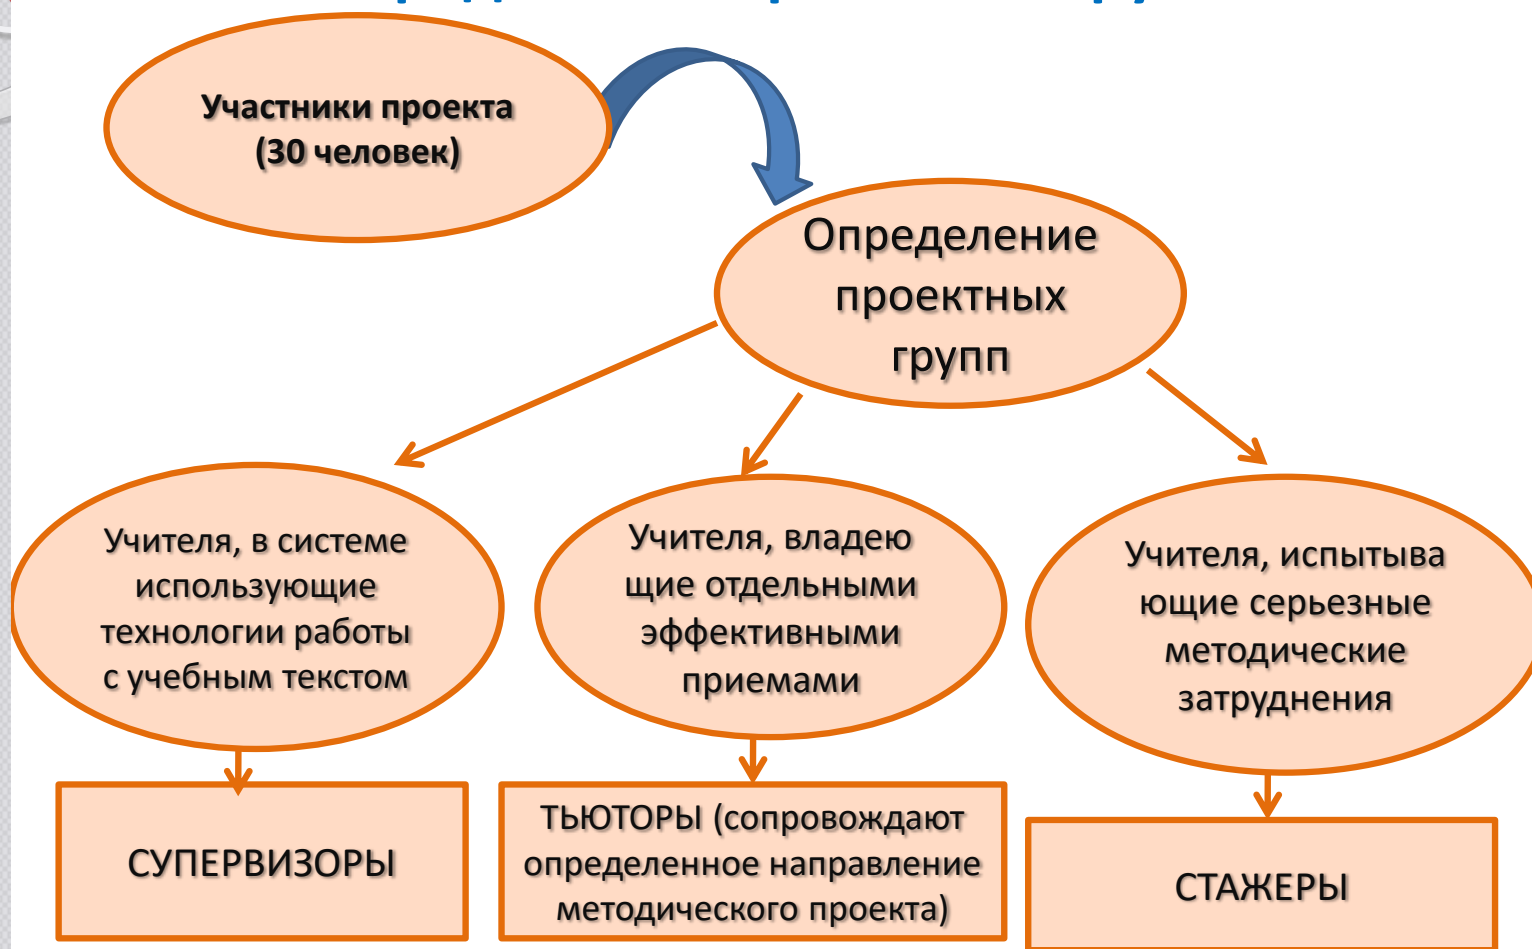 Участники проекта
(30 человек)
Определение
проектных
групп
Учителя, в системе
использующие
технологии работы
с учебным текстом
Учителя, владею
щие отдельными
эффективными
приемами
Учителя, испытыва
ющие серьезные
методические
затруднения
СУПЕРВИЗОРЫ
ТЬЮТОРЫ (сопровождают
определенное направление
методического проекта)
СТАЖЕРЫ